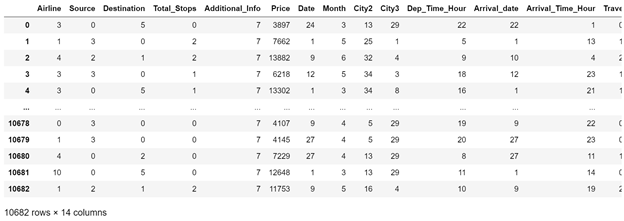 Airline Source Destination Total_Stops Additional_Info Price Date Month City2 City3 Dep_Time_Hour Arrival_date Arrival_Time_Hour Trave
0 3 0 5 0 7 3897 24 3 13 29 22 22 1 0
1 1 3 0 2 7 7662 1 5 25 1 5 1 13 1
2 4 2 1 2 7 13882 9 6 32 4 9 10 4 2
3 3 3 0 1 7 6218 12 5 34 3 18 12 23 1
4 3 0 5 1 7 13302 1 3 34 8 16 1 21 1
... ... ... ... ... ... ... ... ... ... ... ... ... ...
10678 0 3 0 0 7 4107 9 4 5 29 19 9 22 0
10679 1 3 0 0 7 4145 27 4 5 29 20 27 23 0
10680 4 0 2 0 7 7229 27 4 13 29 8 27 11 1
10681 10 0 5 0 7 12648 1 3 13 29 11 1 14 0
10682 1 2 1 2 7 11753 9 5 16 4 10 9 19 2
10682 rows × 14 columns